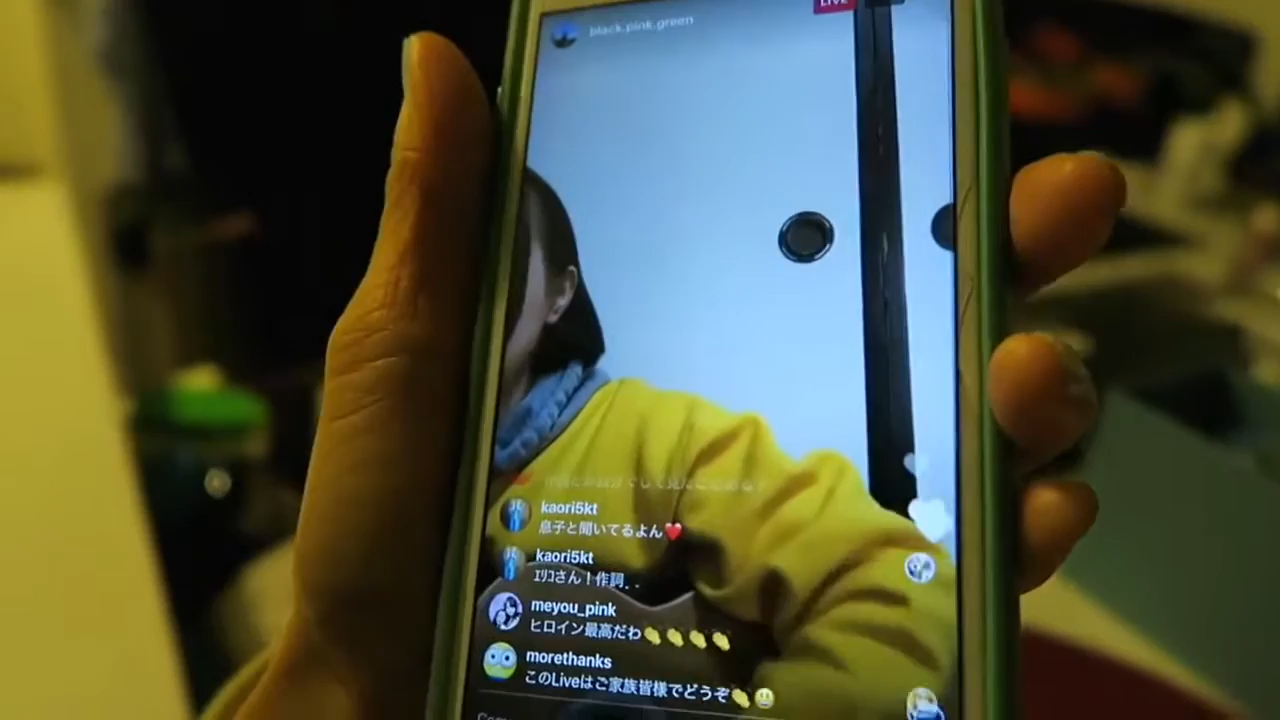 LIVE
black.pink.green
kaori5kt
息子と聞いてるよん❤️
kaori5kt
ｴﾘｺさん！作詞. .
meyou_pink
ヒロイン最高だわ👏👏👏👏
morethanks
このLiveはご家族皆様でどうぞ👏😃